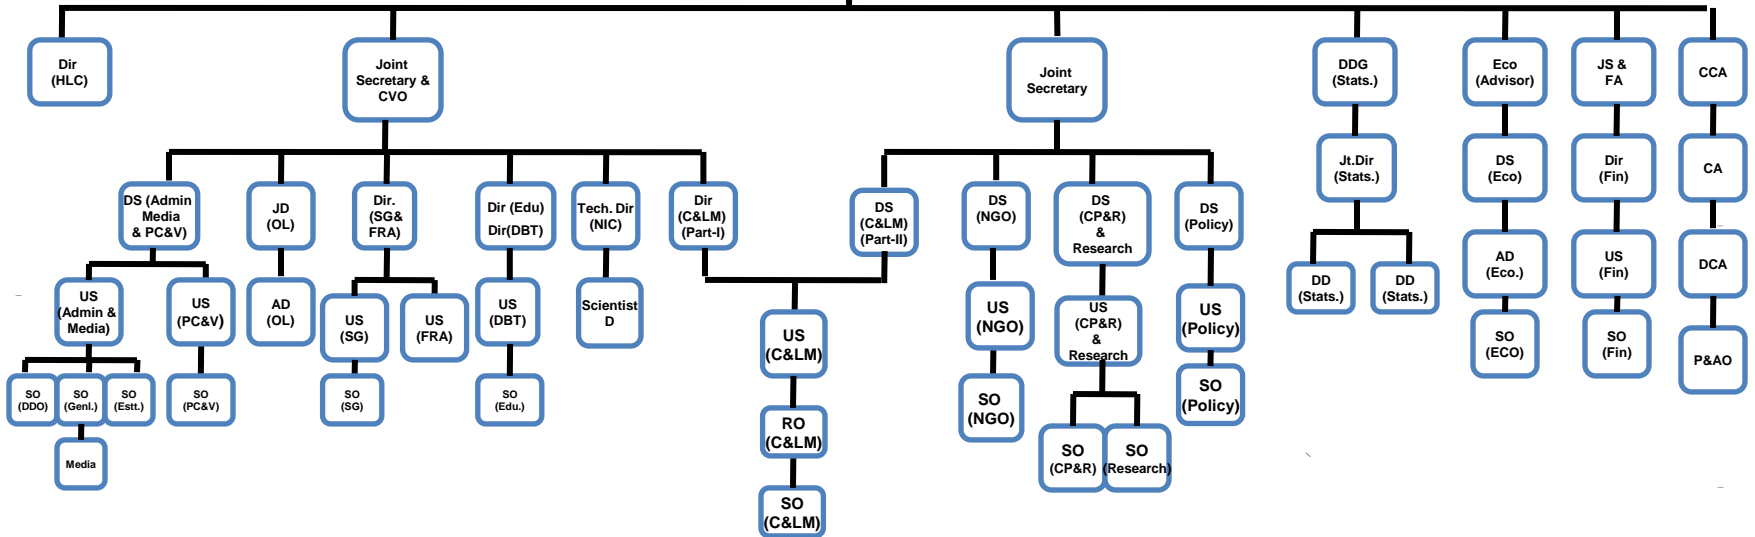 Dir
(HLC)
Joint
Secretary &
CVO
Joint
Secretary
DDG
(Stats.)
Eco
(Advisor)
JS &
FA
CCA
DS (Admin
Media
& PC&V)
JD
(OL)
Dir.
(SG&
FRA)
Dir (Edu)
Dir(DBT)
Tech. Dir
(NIC)
Dir
(C&LM)
(Part-I)
DS
(C&LM)
(Part-II)
DS
(NGO)
DS
(CP&R)
&
Research
DS
(Policy)
Jt.Dir
(Stats.)
DS
(Eco)
Dir
(Fin)
CA
US
(Admin &
Media)
US
(PC&V)
AD
(OL)
US
(SG)
US
(FRA)
US
(DBT)
Scientist
D
US
(C&LM)
US
(NGO)
US
(CP&R)
&
Research
US
(Policy)
DD
(Stats.)
DD
(Stats.)
AD
(Eco.)
US
(Fin)
DCA
SO
(DDO)
SO
(Genl.)
SO
(Estt.)
SO
(PC&V)
SO
(SG)
SO
(Edu.)
RO
(C&LM)
SO
(NGO)
SO
(CP&R)
SO
(Research)
SO
(Policy)
SO
(ECO)
SO
(Fin)
P&AO
Media
SO
(C&LM)